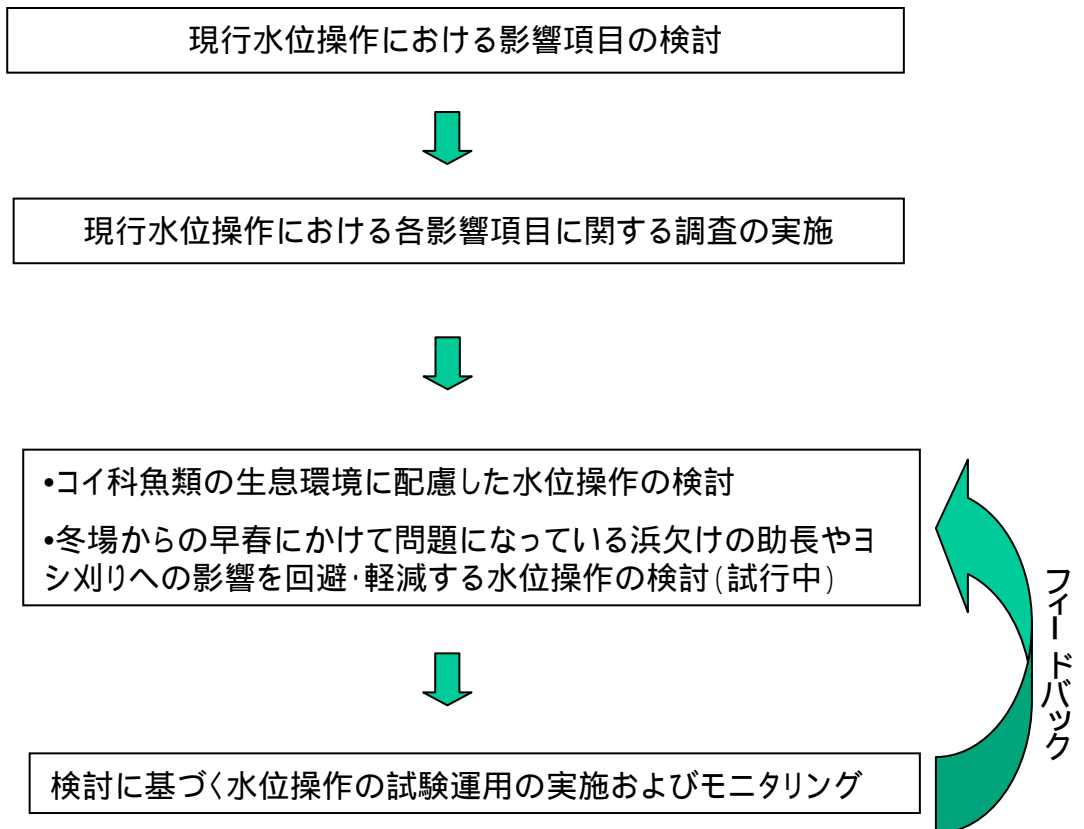 現行水位操作における影響項目の検討
現行水位操作における各影響項目に関する調査の実施
•コイ科魚類の生息環境に配慮した水位操作の検討
•冬場からの早春にかけて問題になっている浜欠けの助長やヨ
シ刈りへの影響を回避･軽減する水位操作の検討(試行中)
フィードバック
検討に基づく水位操作の試験運用の実施およびモニタリング